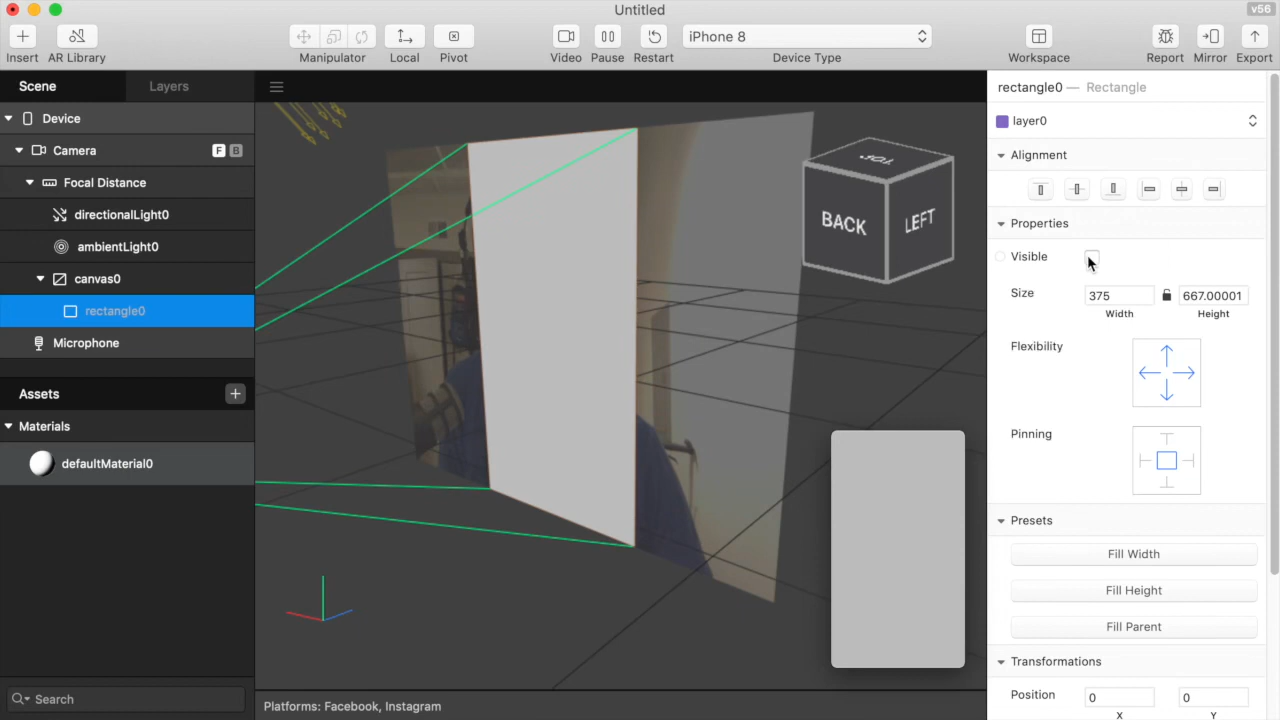 Untitled
v56
iPhone 8
Insert
AR Library
Manipulator
Local
Pivot
Video
Pause
Restart
Device Type
Workspace
Report
Mirror
Export
Scene
Layers
Device
Camera
F
B
Focal Distance
directionalLight0
ambientLight0
canvas0
rectangle0
Microphone
Assets
Materials
defaultMaterial0
Search
TOP
BACK
LEFT
Platforms: Facebook, Instagram
rectangle0 — Rectangle
layer0
Alignment
Properties
Visible
Size
375
667.00001
Width
Height
Flexibility
Pinning
Presets
Fill Width
Fill Height
Fill Parent
Transformations
Position
0
0
X
Y